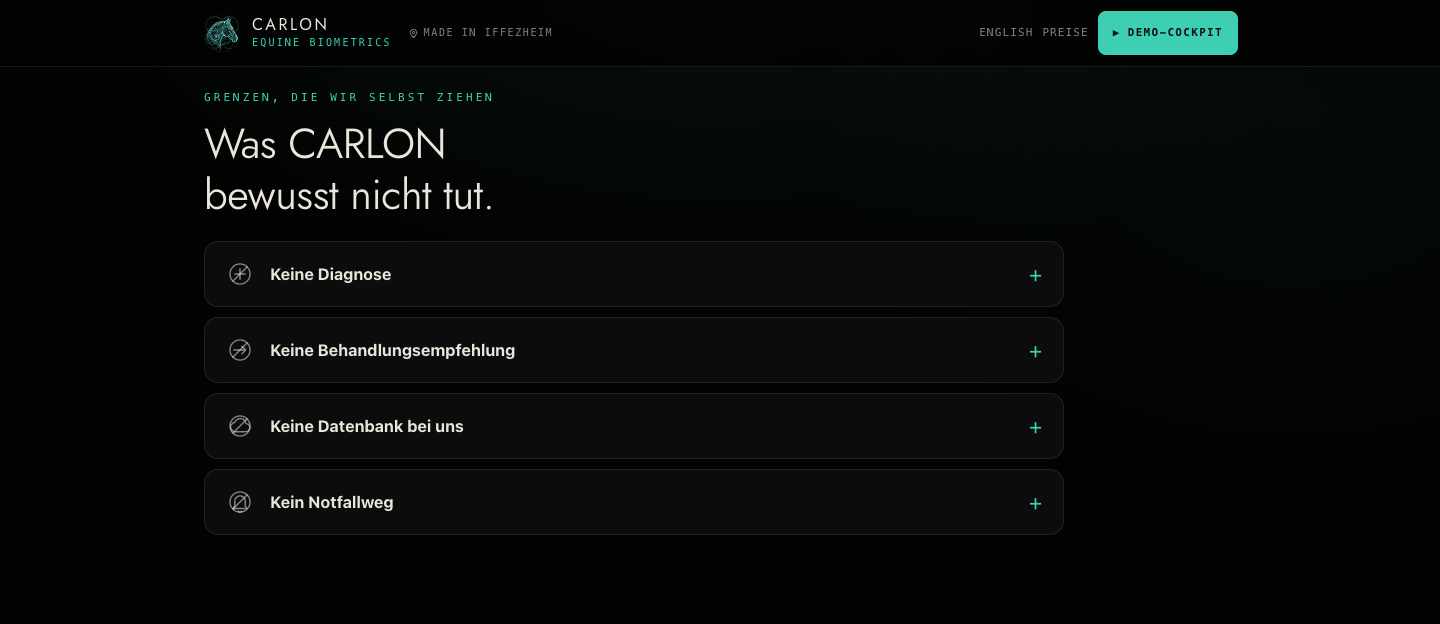 CARLON
EQUINE BIOMETRICS
MADE IN IFFEZHEIM
ENGLISH PREISE
▶ DEMO-COCKPIT
GRENZEN, DIE WIR SELBST ZIEHEN
Was CARLON
bewusst nicht tut.
Keine Diagnose +
Keine Behandlungsempfehlung +
Keine Datenbank bei uns +
Kein Notfallweg +